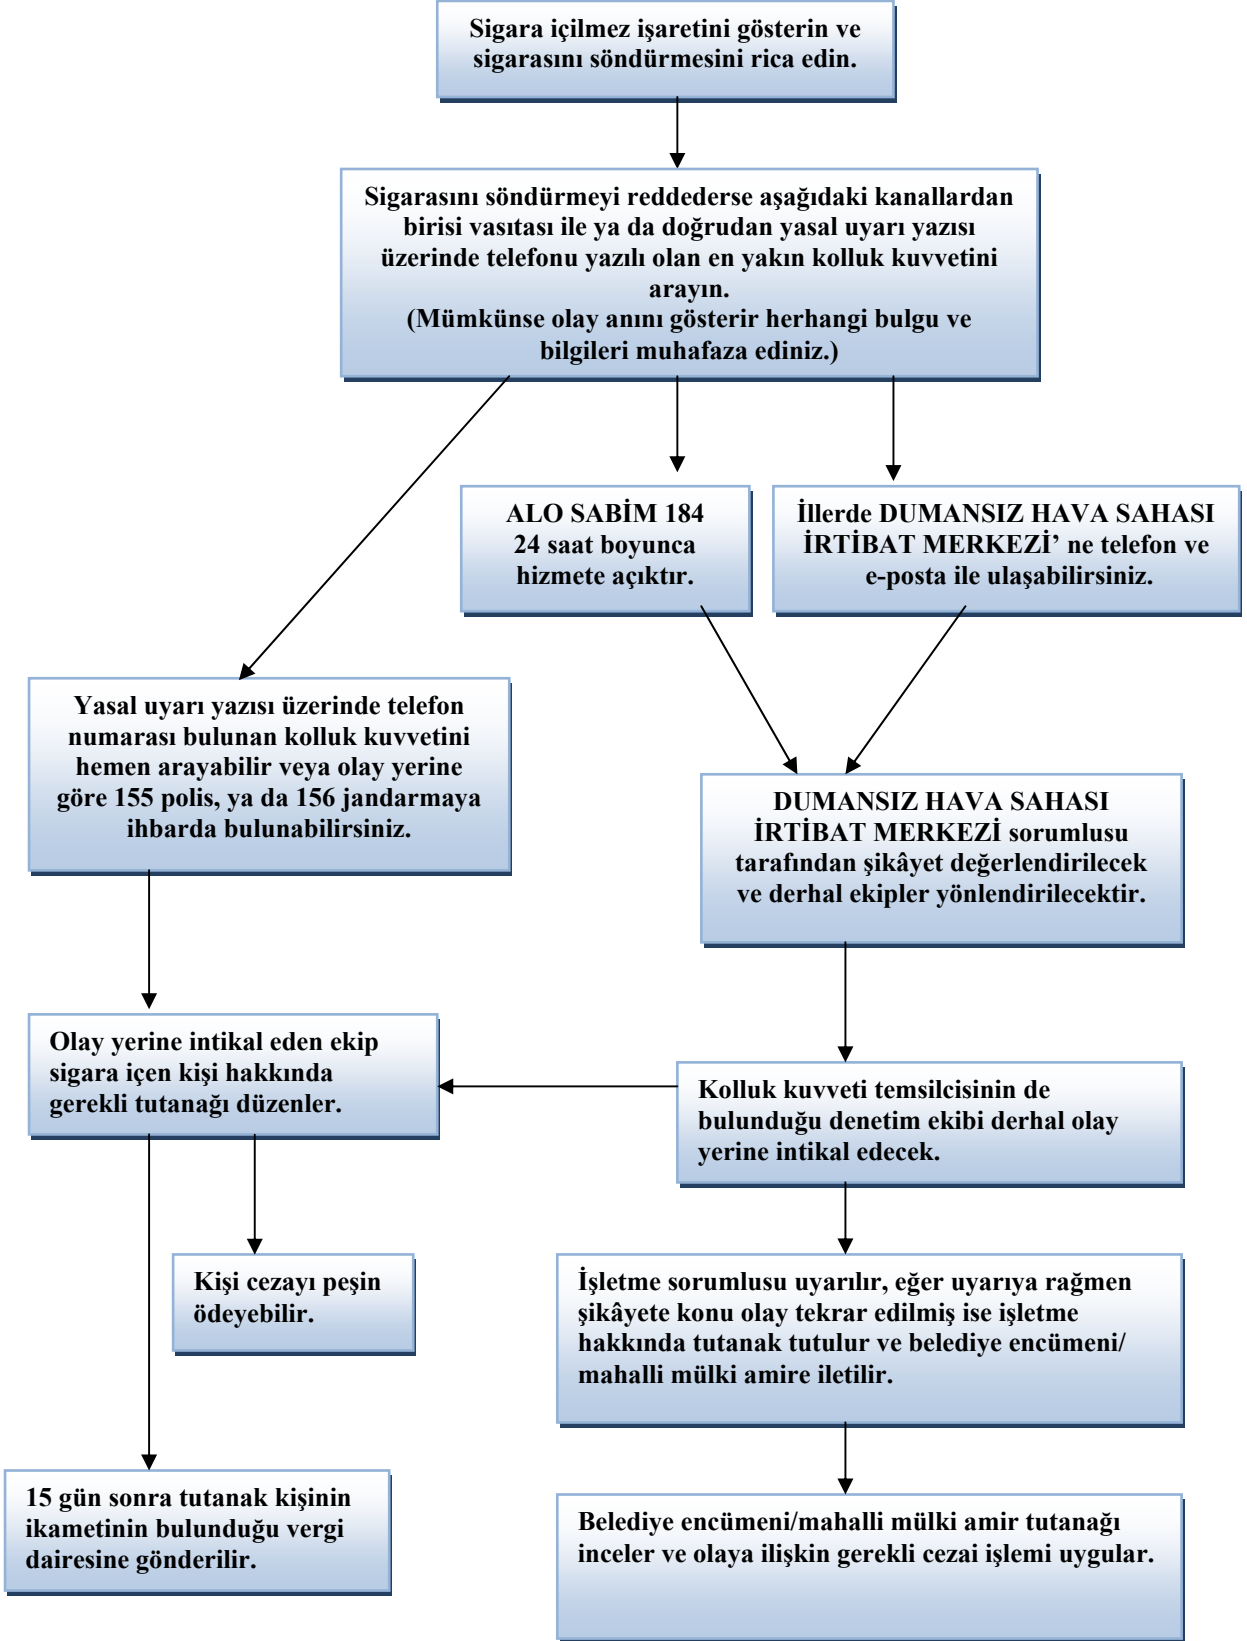 Sigara içilmez işaretini gösterin ve
sigarasını söndürmesini rica edin.
Sigarasını söndürmeyi reddederse aşağıdaki kanallardan
birisi vasıtası ile ya da doğrudan yasal uyarı yazısı
üzerinde telefonu yazılı olan en yakın kolluk kuvvetini
arayın.
(Mümkünse olay anını gösterir herhangi bulgu ve
bilgileri muhafaza ediniz.)
ALO SABİM 184
24 saat boyunca
hizmete açıktır.
İllerde DUMANSIZ HAVA SAHASI
İRTİBAT MERKEZİ’ ne telefon ve
e-posta ile ulaşabilirsiniz.
Yasal uyarı yazısı üzerinde telefon
numarası bulunan kolluk kuvvetini
hemen arayabilir veya olay yerine
göre 155 polis, ya da 156 jandarmaya
ihbarda bulunabilirsiniz.
DUMANSIZ HAVA SAHASI
İRTİBAT MERKEZİ sorumlusu
tarafından şikâyet değerlendirilecek
ve derhal ekipler yönlendirilecektir.
Olay yerine intikal eden ekip
sigara içen kişi hakkında
gerekli tutanağı düzenler.
Kolluk kuvveti temsilcisinin de
bulunduğu denetim ekibi derhal olay
yerine intikal edecek.
Kişi cezayı peşin
ödeyebilir.
İşletme sorumlusu uyarılır, eğer uyarıya rağmen
şikâyete konu olay tekrar edilmiş ise işletme
hakkında tutanak tutulur ve belediye encümeni/
mahalli mülki amire iletilir.
15 gün sonra tutanak kişinin
ikametinin bulunduğu vergi
dairesine gönderilir.
Belediye encümeni/mahalli mülki amir tutanağı
inceler ve olaya ilişkin gerekli cezai işlemi uygular.